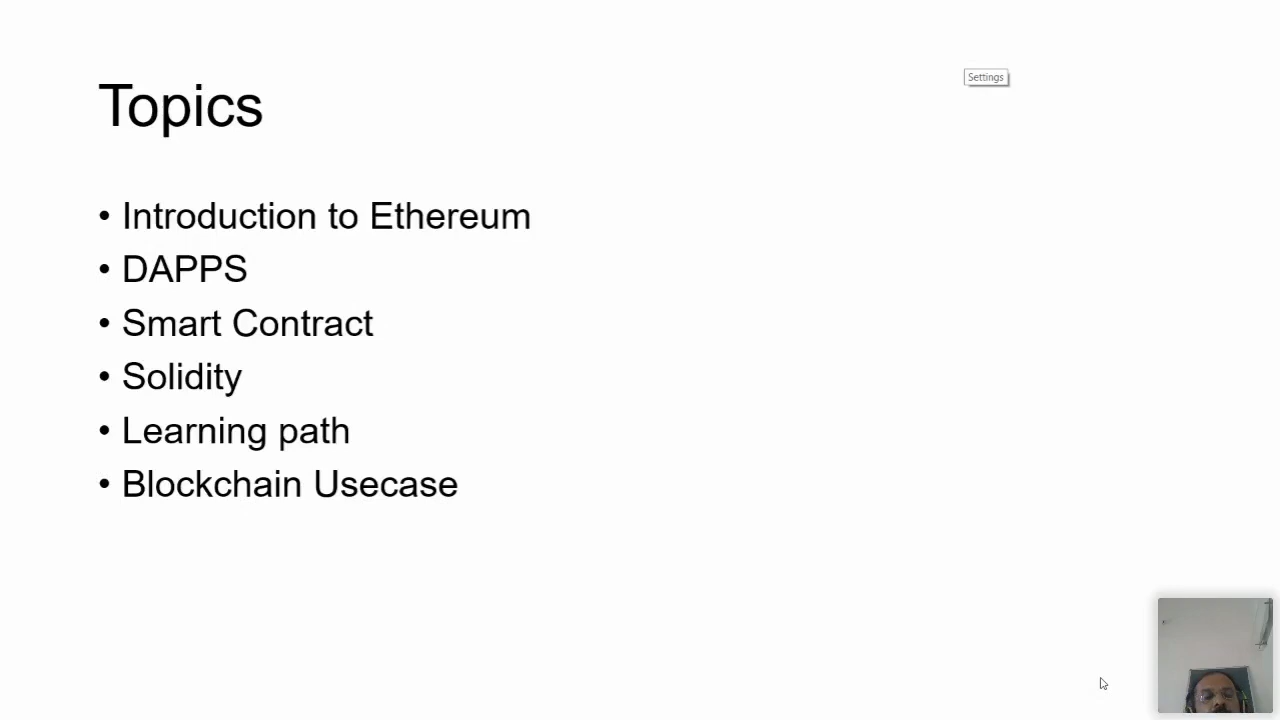 Settings
Topics
• Introduction to Ethereum
• DAPPS
• Smart Contract
• Solidity
• Learning path
• Blockchain Usecase